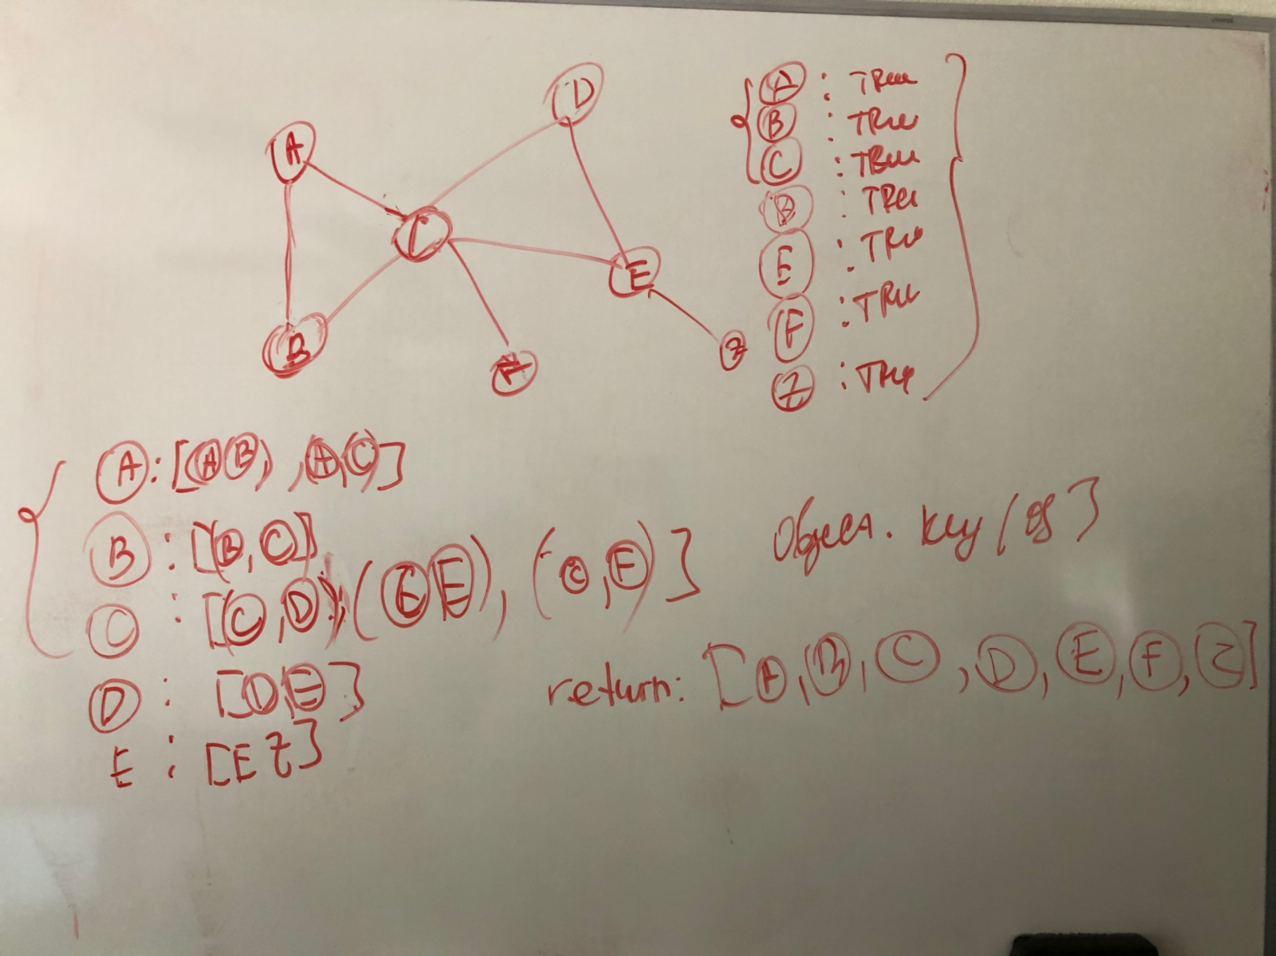 A
D
C
B
E
F
Z
A : TRue
B : TRue
C : TRue
D : TRue
E : TRue
F : TRue
Z : TRue
A : [(A B), (A, C)]
B : [(B, C)]
C : [(C, D), (C E), (C, F)]
D : [D, E]
E : [E Z]
Object. key (
return: [A, B, C, D, E, F, Z]